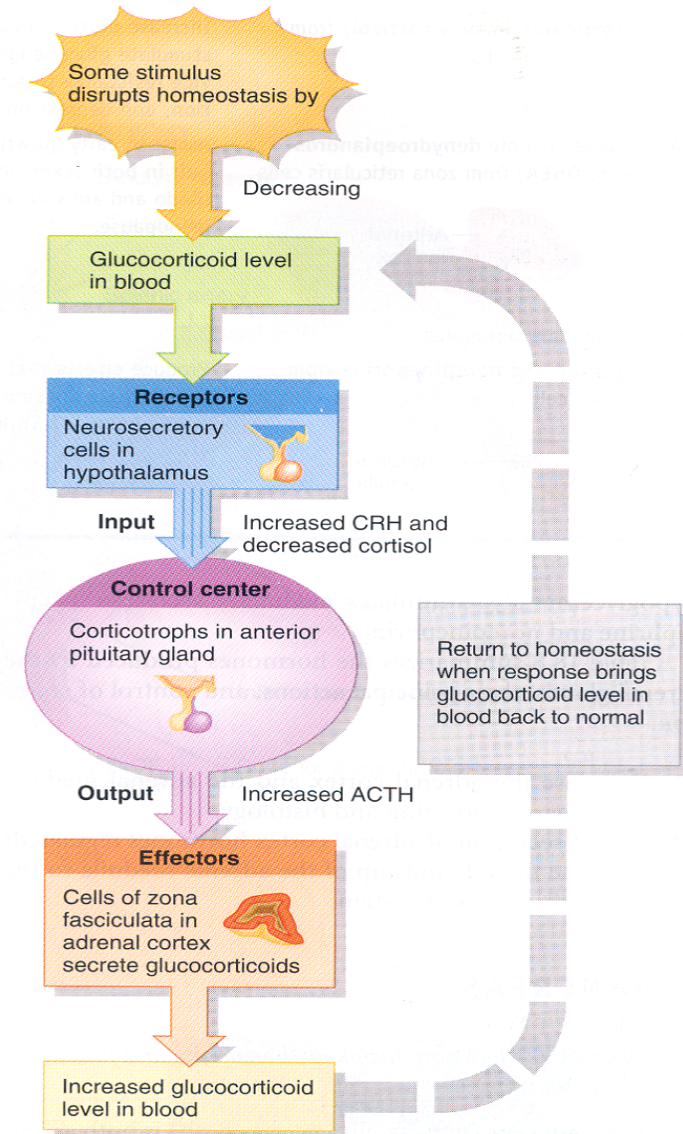 Some stimulus
disrupts homeostasis by
Decreasing
Glucocorticoid level
in blood
Receptors
Neurosecretory
cells in
hypothalamus
Input
Increased CRH and
decreased cortisol
Control center
Corticotrophs in anterior
pituitary gland
Return to homeostasis
when response brings
glucocorticoid level in
blood back to normal
Output
Increased ACTH
Effectors
Cells of zona
fasciculata in
adrenal cortex
secrete glucocorticoids
Increased glucocorticoid
level in blood